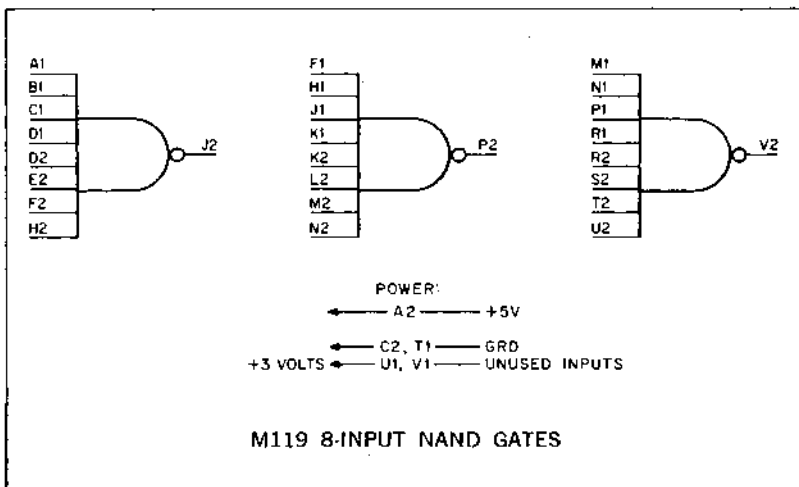 A1
B1
C1
D1
D2
E2
F2
H2
J2
F1
H1
J1
K1
K2
L2
M2
N2
P2
M1
N1
P1
R1
R2
S2
T2
U2
V2
POWER:
A2 +5V
C2, T1 GRD
+3 VOLTS U1, V1 UNUSED INPUTS
M119 8-INPUT NAND GATES